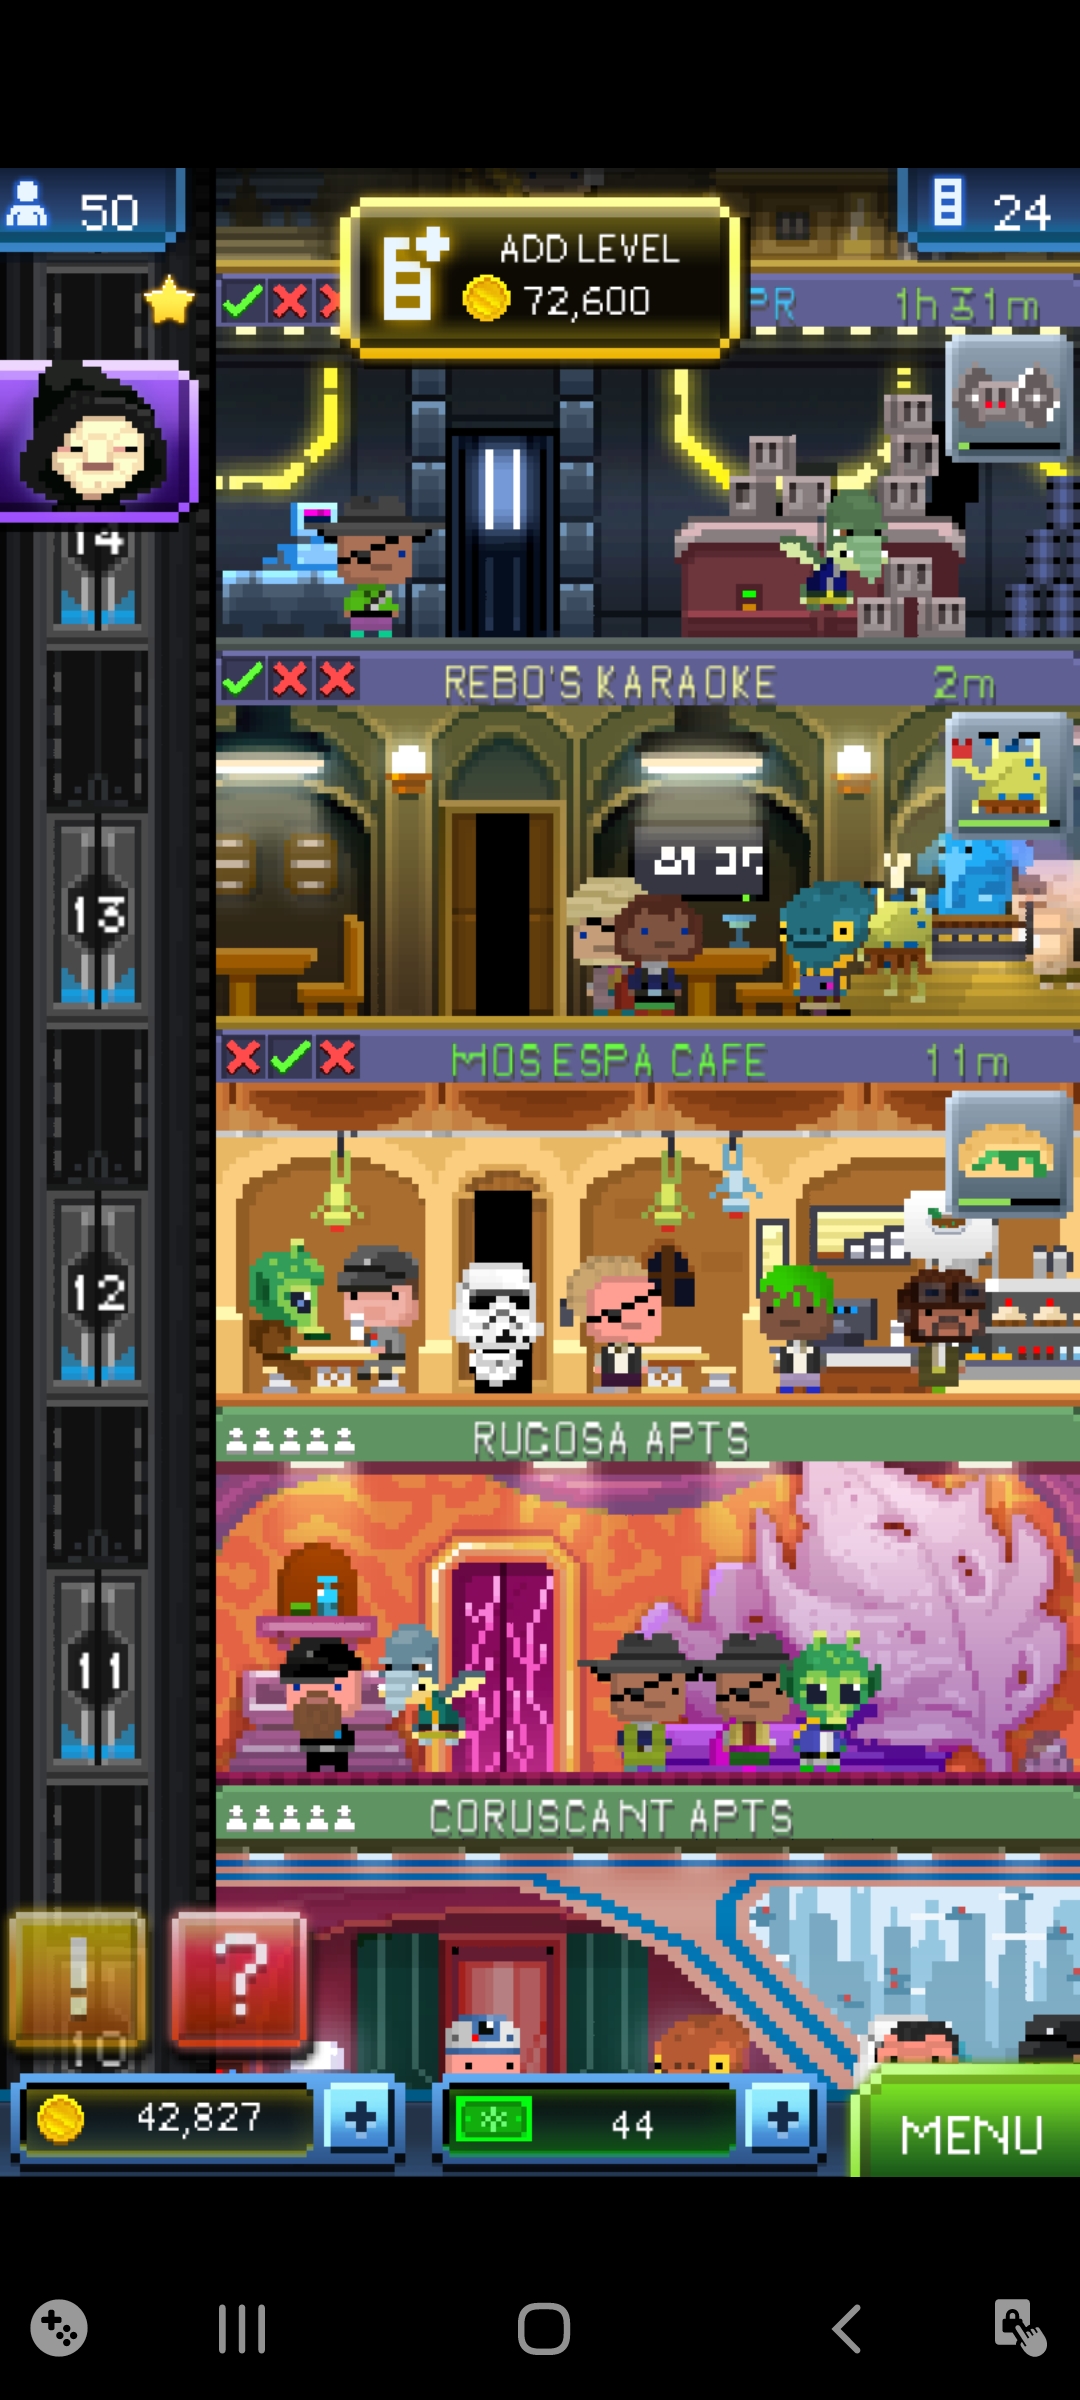 50
24
ADD LEVEL
72,600
PR
1h 31m
14
REBO'S KARAOKE
2m
13
MOS ESPA CAFE
11m
12
RUGOSA APTS
11
CORUSCANT APTS
!
?
10
42,827
+
44
+
MENU